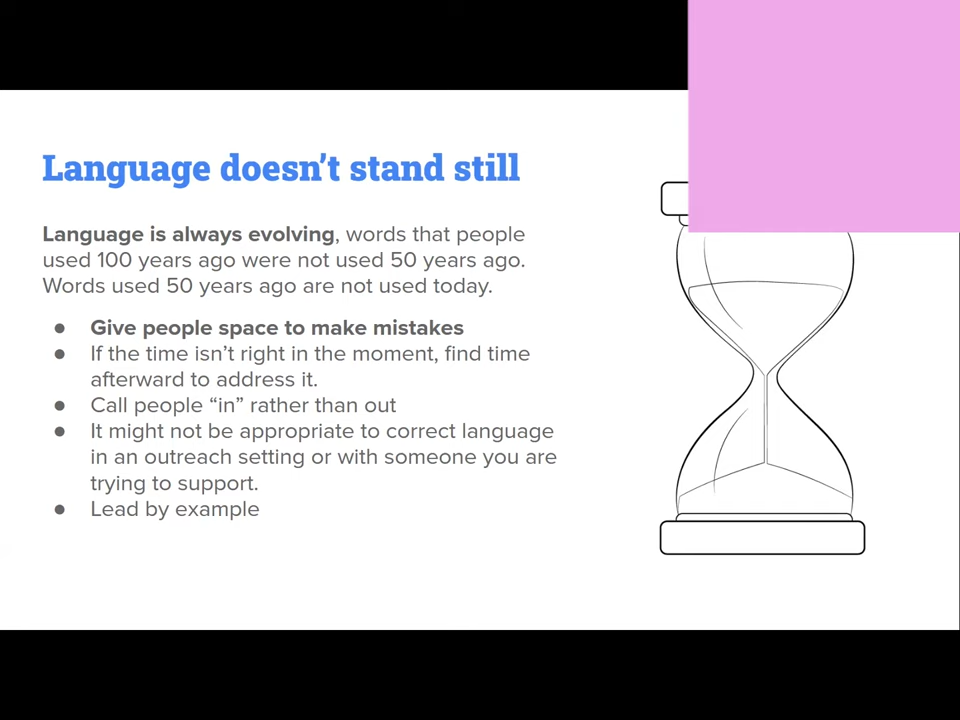 Language doesn’t stand still
Language is always evolving, words that people
used 100 years ago were not used 50 years ago.
Words used 50 years ago are not used today.
● Give people space to make mistakes
● If the time isn’t right in the moment, find time
afterward to address it.
● Call people “in” rather than out
● It might not be appropriate to correct language
in an outreach setting or with someone you are
trying to support.
● Lead by example